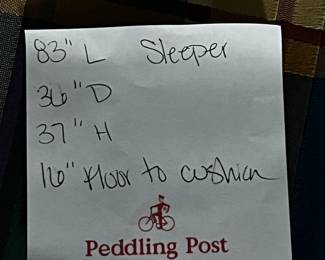 83" L Sleeper
36" D
37" H
16" Floor to cushion
Peddling Post